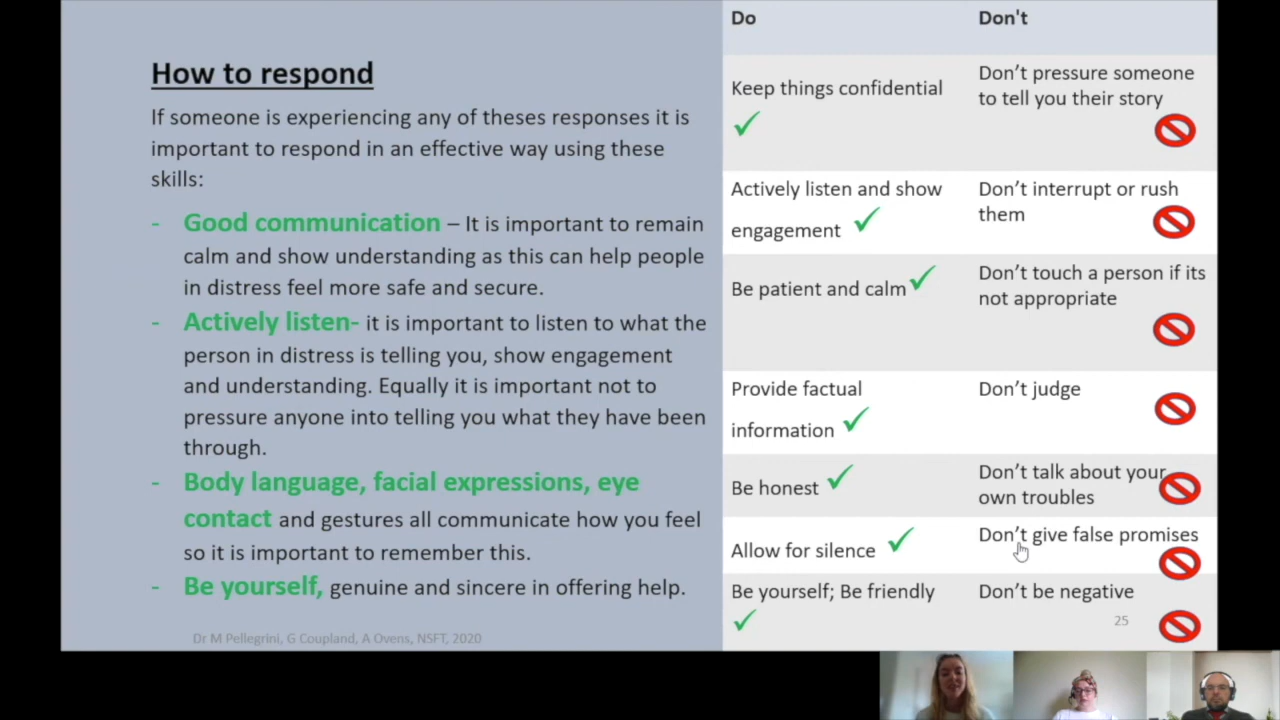 How to respond
If someone is experiencing any of theses responses it is
important to respond in an effective way using these
skills:
- Good communication – It is important to remain
calm and show understanding as this can help people
in distress feel more safe and secure.
- Actively listen- it is important to listen to what the
person in distress is telling you, show engagement
and understanding. Equally it is important not to
pressure anyone into telling you what they have been
through.
- Body language, facial expressions, eye
contact and gestures all communicate how you feel
so it is important to remember this.
- Be yourself, genuine and sincere in offering help.
Dr M Pellegrini, G Coupland, A Ovens, NSFT, 2020
Do
Don't
Keep things confidential
Don’t pressure someone
to tell you their story
Actively listen and show
engagement
Don’t interrupt or rush
them
Be patient and calm
Don’t touch a person if its
not appropriate
Provide factual
information
Don’t judge
Be honest
Don’t talk about your
own troubles
Allow for silence
Don’t give false promises
Be yourself; Be friendly
Don’t be negative
25